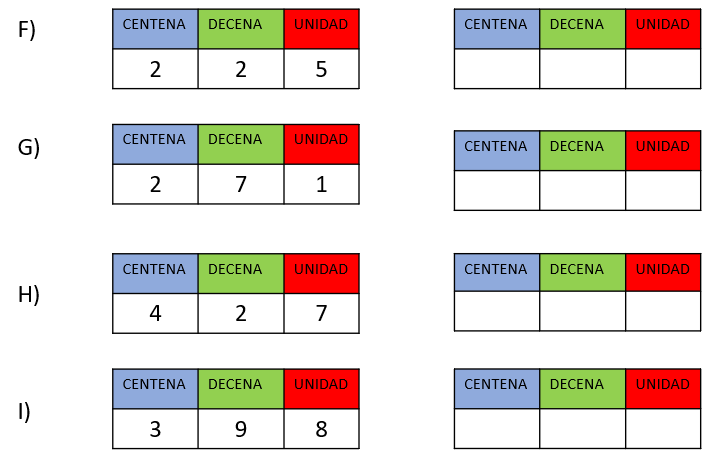 F) CENTENA DECENA UNIDAD CENTENA DECENA UNIDAD
2 2 5
G) CENTENA DECENA UNIDAD CENTENA DECENA UNIDAD
2 7 1
H) CENTENA DECENA UNIDAD CENTENA DECENA UNIDAD
4 2 7
I) CENTENA DECENA UNIDAD CENTENA DECENA UNIDAD
3 9 8